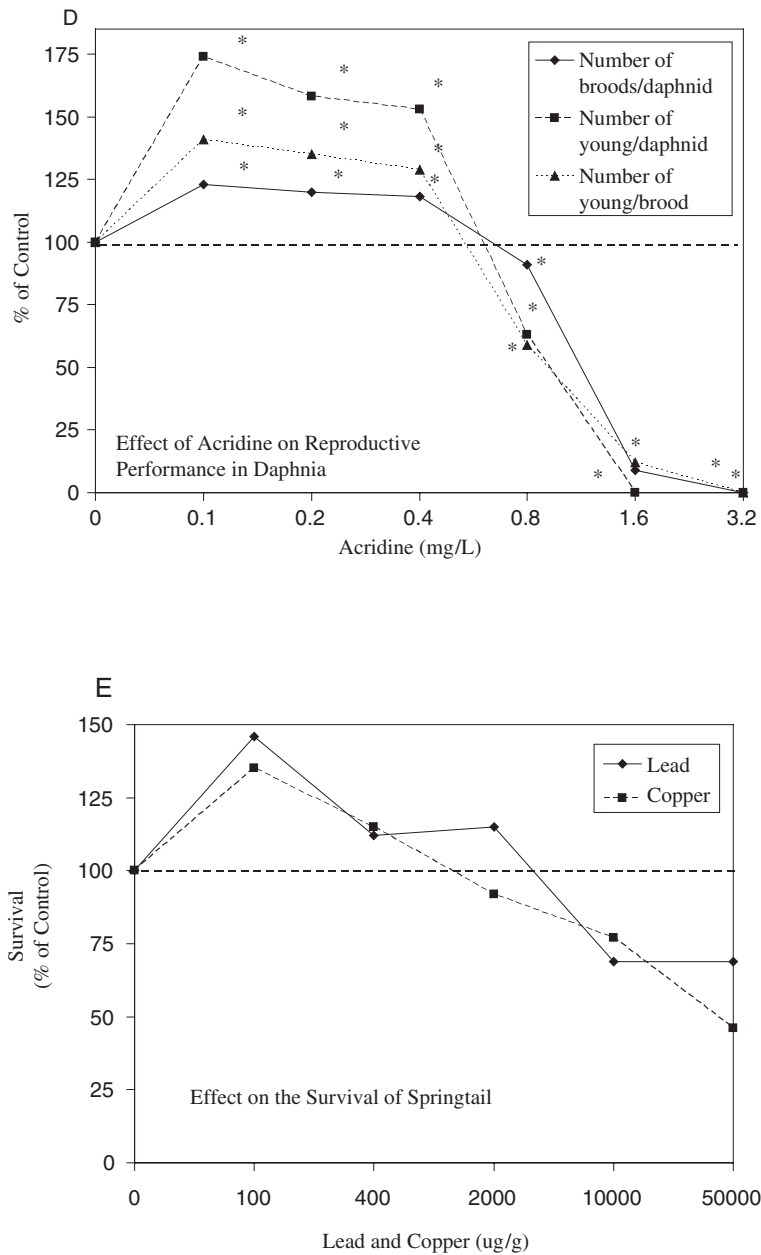 D
175
150
125
100
75
50
25
0
% of Control
Number of
broods/daphnid
Number of
young/daphnid
Number of
young/brood
* * * * * * * * * * * * * * * *
Effect of Acridine on Reproductive
Performance in Daphnia
0 0.1 0.2 0.4 0.8 1.6 3.2
Acridine (mg/L)
E
150
125
100
75
50
25
0
Survival
(% of Control)
Lead
Copper
Effect on the Survival of Springtail
0 100 400 2000 10000 50000
Lead and Copper (ug/g)